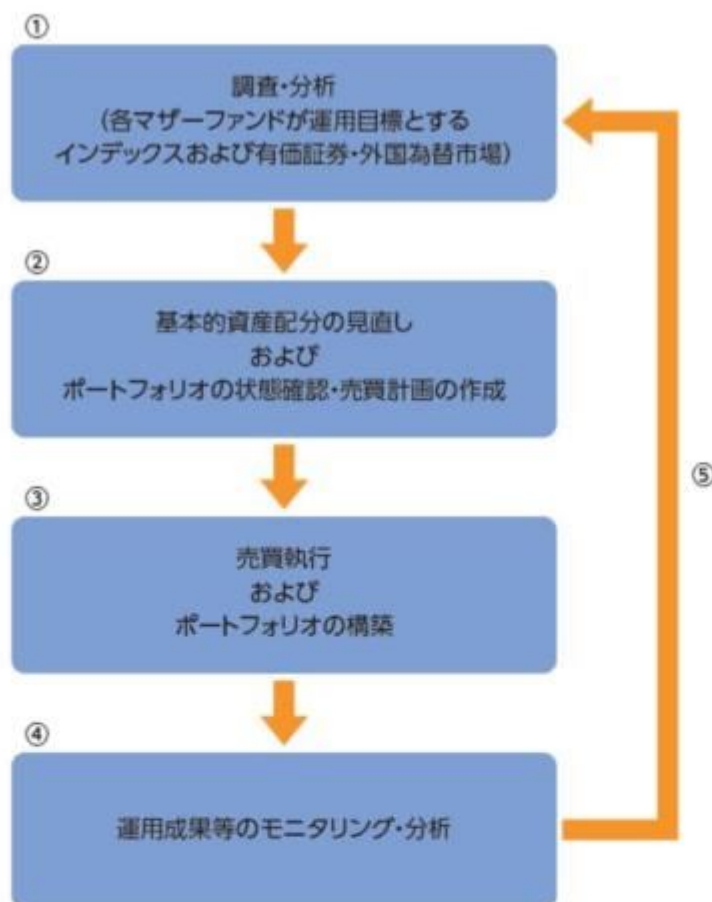 ①
調査・分析
(各マザーファンドが運用目標とする
インデックスおよび有価証券・外国為替市場)
②
基本的資産配分の見直し
および
ポートフォリオの状態確認・売買計画の作成
③
売買執行
および
ポートフォリオの構築
④
運用成果等のモニタリング・分析
⑤